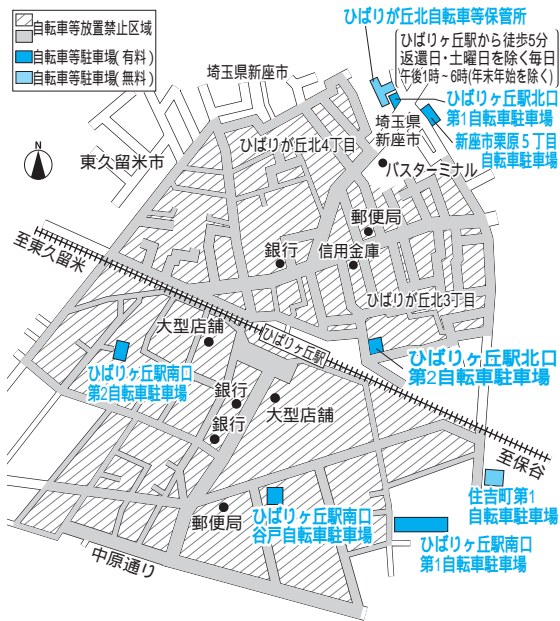 自転車等放置禁止区域
自転車等駐車場(有料)
自転車等駐車場(無料)
ひばりが丘北自転車等保管所
ひばりヶ丘駅から徒歩5分
返還日・土曜日を除く毎日
午後1時～6時(年末年始を除く)
埼玉県新座市
ひばりヶ丘駅北口
第1自転車駐車場
埼玉県
新座市
新座市栗原5丁目
自転車駐車場
ひばりが丘北4丁目
東久留米市
N
バスターミナル
郵便局
至東久留米
銀行
信用金庫
ひばりが丘北3丁目
大型店舗
ひばりヶ丘駅
ひばりヶ丘駅北口
第2自転車駐車場
ひばりヶ丘駅南口
第2自転車駐車場
銀行
大型店舗
銀行
至保谷
住吉町第1
自転車駐車場
郵便局
ひばりヶ丘駅南口
谷戸自転車駐車場
ひばりヶ丘駅南口
第1自転車駐車場
中原通り